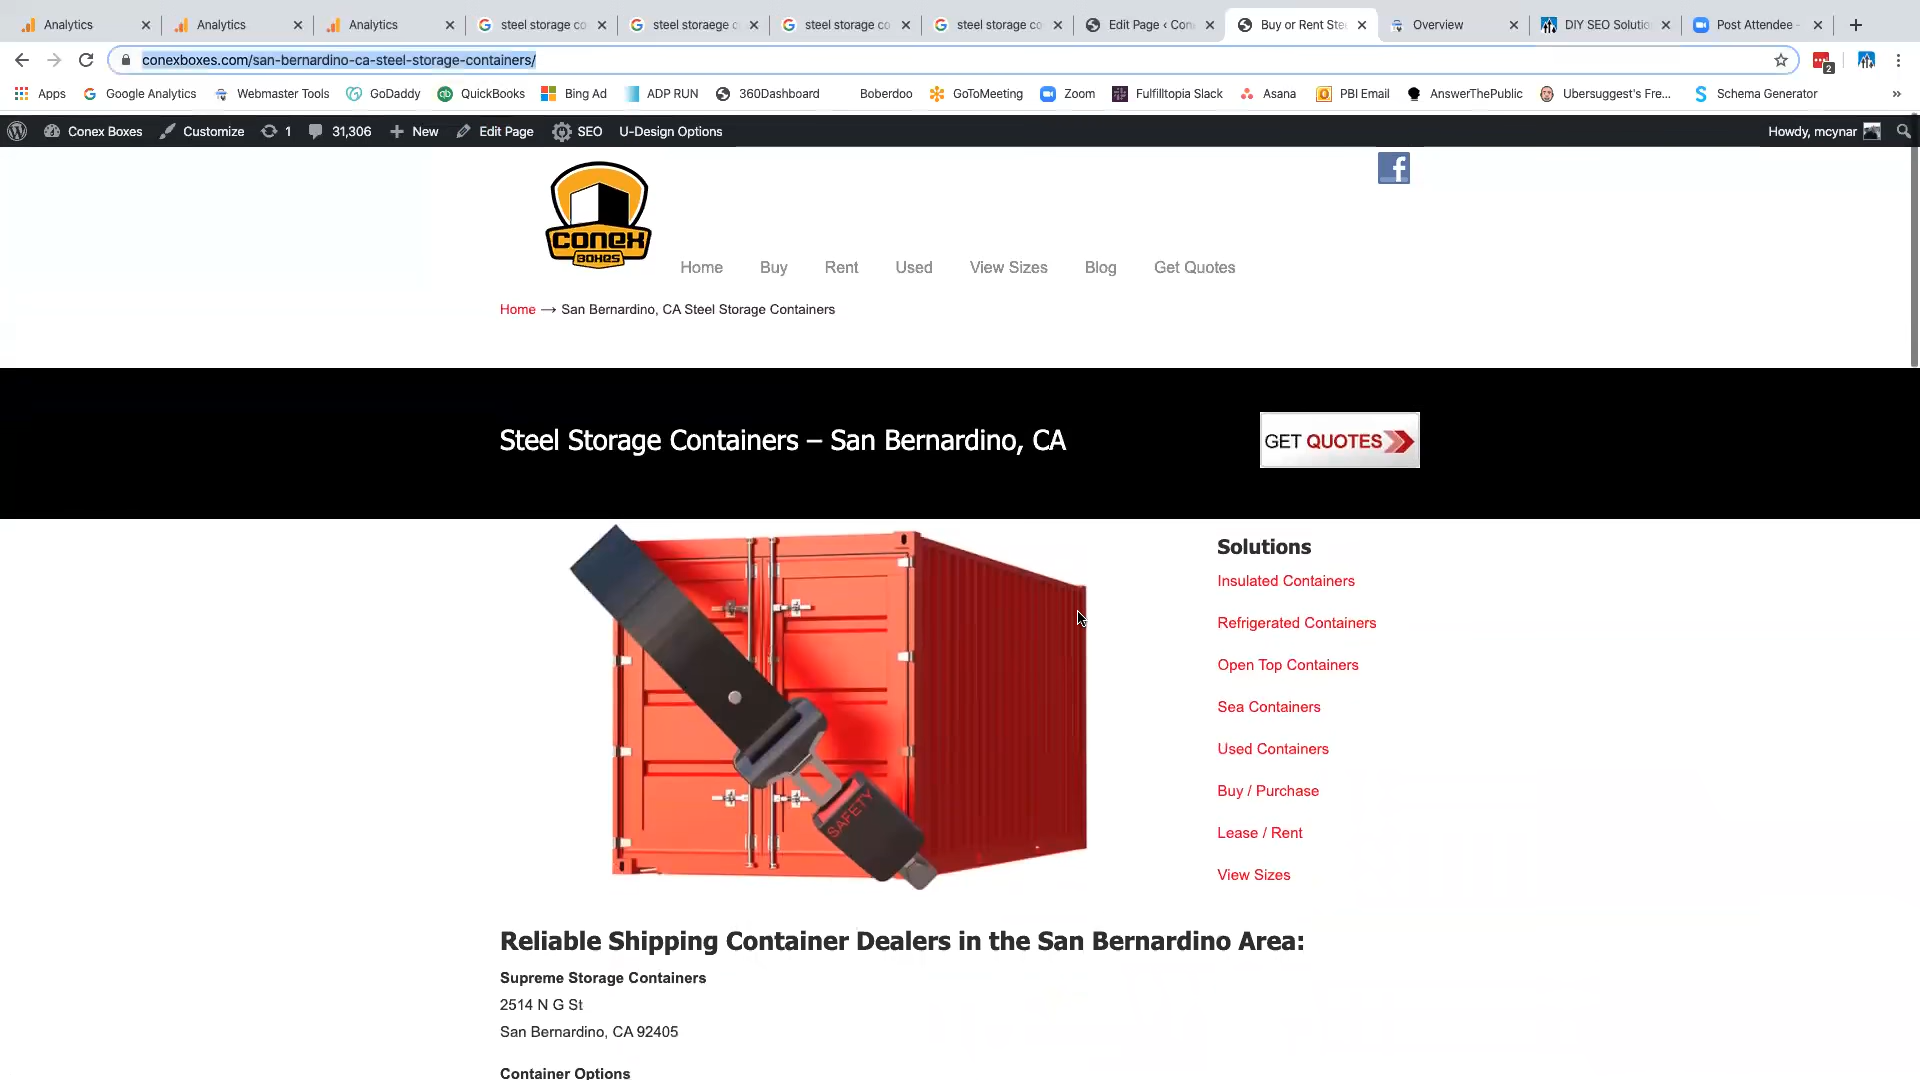 Analytics
Analytics
Analytics
steel storage co
steel storaege c
steel storage co
steel storage co
Edit Page ‹ Con
Buy or Rent Ste
Overview
DIY SEO Solutio
Post Attendee -
conexboxes.com/san-bernardino-ca-steel-storage-containers/
2
Apps
Google Analytics
Webmaster Tools
GoDaddy
QuickBooks
Bing Ad
ADP RUN
360Dashboard
Boberdoo
GoToMeeting
Zoom
Fulfilltopia Slack
Asana
PBI Email
AnswerThePublic
Ubersuggest's Fre...
Schema Generator
»
Conex Boxes
Customize
1
31,306
New
Edit Page
SEO
U-Design Options
Howdy, mcynar
CONEX
BOXES
Home
Buy
Rent
Used
View Sizes
Blog
Get Quotes
Home → San Bernardino, CA Steel Storage Containers
Steel Storage Containers – San Bernardino, CA
GET QUOTES
SAFETY
Solutions
Insulated Containers
Refrigerated Containers
Open Top Containers
Sea Containers
Used Containers
Buy / Purchase
Lease / Rent
View Sizes
Reliable Shipping Container Dealers in the San Bernardino Area:
Supreme Storage Containers
2514 N G St
San Bernardino, CA 92405
Container Options